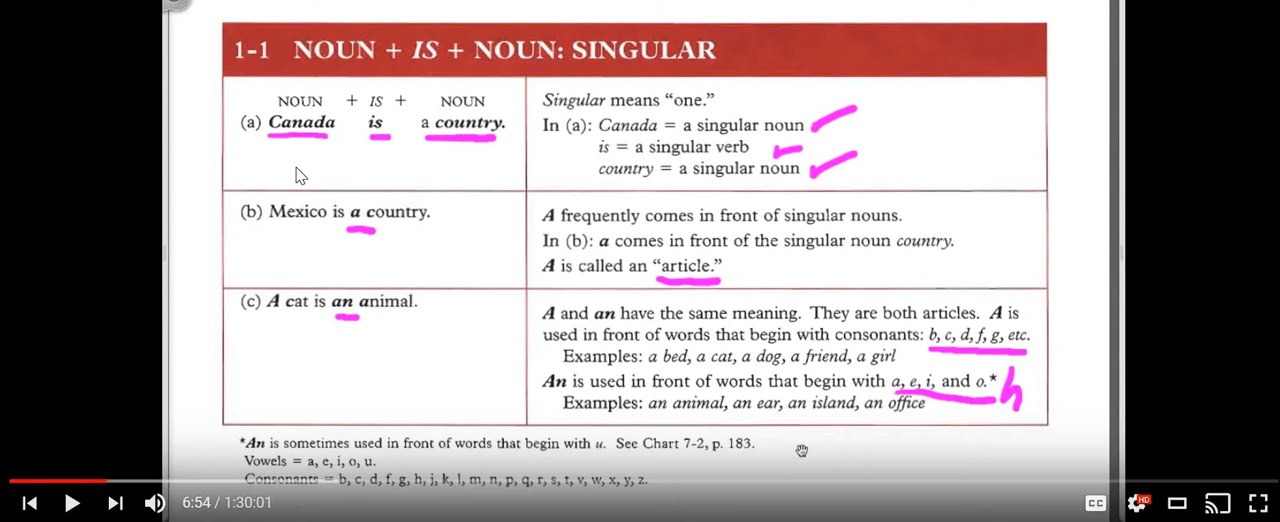 1-1 NOUN + IS + NOUN: SINGULAR
NOUN + IS + NOUN
(a) Canada is a country.
Singular means “one.”
In (a): Canada = a singular noun
is = a singular verb
country = a singular noun
(b) Mexico is a country.
A frequently comes in front of singular nouns.
In (b): a comes in front of the singular noun country.
A is called an “article.”
(c) A cat is an animal.
A and an have the same meaning. They are both articles. A is
used in front of words that begin with consonants: b, c, d, f, g, etc.
Examples: a bed, a cat, a dog, a friend, a girl
An is used in front of words that begin with a, e, i, and o.* h
Examples: an animal, an ear, an island, an office
*An is sometimes used in front of words that begin with u. See Chart 7-2, p. 183.
Vowels = a, e, i, o, u.
Consonants = b, c, d, f, g, h, j, k, l, m, n, p, q, r, s, t, v, w, x, y, z.
6:54 / 1:30:01
CC
HD